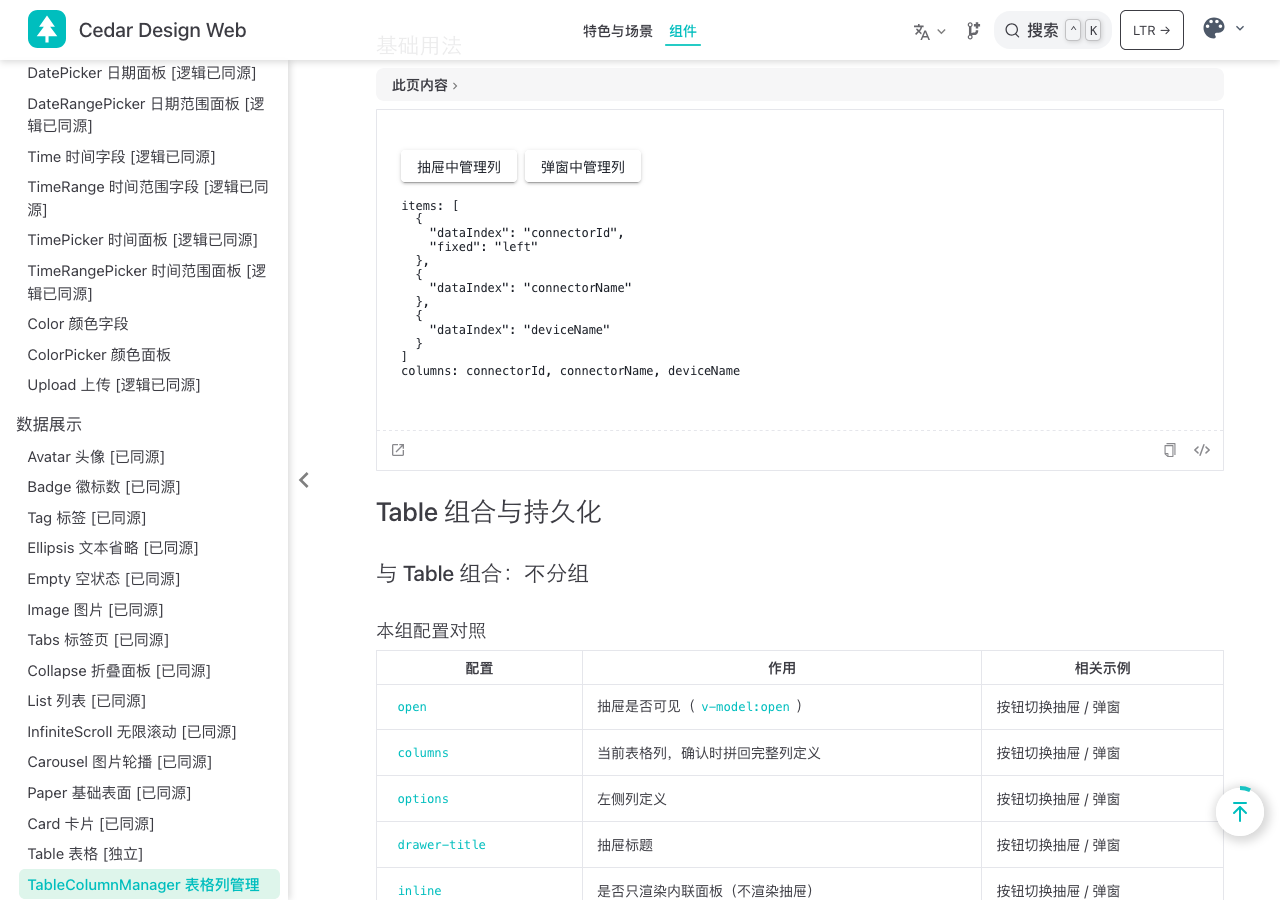 Cedar Design Web
特色与场景
组件
搜索
^
K
LTR →
DatePicker 日期面板 [逻辑已同源]
DateRangePicker 日期范围面板 [逻
辑已同源]
Time 时间字段 [逻辑已同源]
TimeRange 时间范围字段 [逻辑已同
源]
TimePicker 时间面板 [逻辑已同源]
TimeRangePicker 时间范围面板 [逻
辑已同源]
Color 颜色字段
ColorPicker 颜色面板
Upload 上传 [逻辑已同源]
数据展示
Avatar 头像 [已同源]
Badge 徽标数 [已同源]
Tag 标签 [已同源]
Ellipsis 文本省略 [已同源]
Empty 空状态 [已同源]
Image 图片 [已同源]
Tabs 标签页 [已同源]
Collapse 折叠面板 [已同源]
List 列表 [已同源]
InfiniteScroll 无限滚动 [已同源]
Carousel 图片轮播 [已同源]
Paper 基础表面 [已同源]
Card 卡片 [已同源]
Table 表格 [独立]
TableColumnManager 表格列管理
基础用法
此页内容 ›
抽屉中管理列
弹窗中管理列
items: [
  {
    "dataIndex": "connectorId",
    "fixed": "left"
  },
  {
    "dataIndex": "connectorName"
  },
  {
    "dataIndex": "deviceName"
  }
]
columns: connectorId, connectorName, deviceName
Table 组合与持久化
与 Table 组合：不分组
本组配置对照
配置 作用 相关示例
open 抽屉是否可见（ v-model:open ） 按钮切换抽屉 / 弹窗
columns 当前表格列，确认时拼回完整列定义 按钮切换抽屉 / 弹窗
options 左侧列定义 按钮切换抽屉 / 弹窗
drawer-title 抽屉标题 按钮切换抽屉 / 弹窗
inline 是否只渲染内联面板（不渲染抽屉） 按钮切换抽屉 / 弹窗